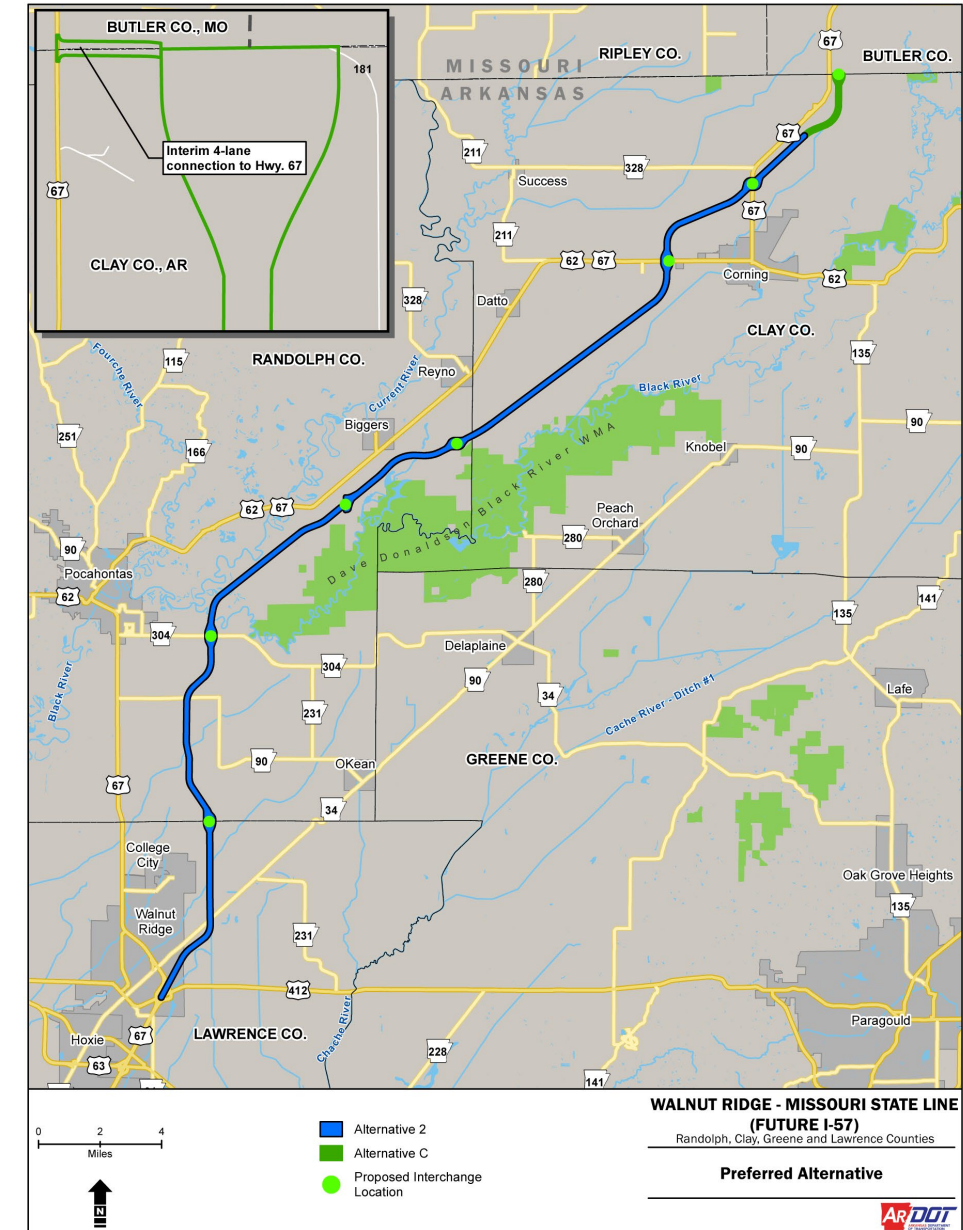 BUTLER CO., MO
181
Interim 4-lane
connection to Hwy. 67
67
CLAY CO., AR
MISSOURI
ARKANSAS
RIPLEY CO.
67
BUTLER CO.
67
211
328
Success
67
211
62
67
Corning
62
Datto
328
CLAY CO.
Fourche River
115
RANDOLPH CO.
Current River
Reyno
135
Black River
251
166
Biggers
90
Knobel
90
Dave Donaldson Black River WMA
62
67
Peach
Orchard
280
90
Pocahontas
62
280
141
135
304
Delaplaine
304
90
34
Lafe
Black River
231
Cache River - Ditch #1
90
OKean
GREENE CO.
67
34
College
City
Oak Grove Heights
135
Walnut
Ridge
231
412
Chache River
Paragould
Hoxie
67
LAWRENCE CO.
63
228
141
WALNUT RIDGE - MISSOURI STATE LINE
(FUTURE I-57)
Randolph, Clay, Greene and Lawrence Counties
Preferred Alternative
0 2 4
Miles
N
Alternative 2
Alternative C
Proposed Interchange
Location
ARDOT
ARKANSAS DEPARTMENT
OF TRANSPORTATION